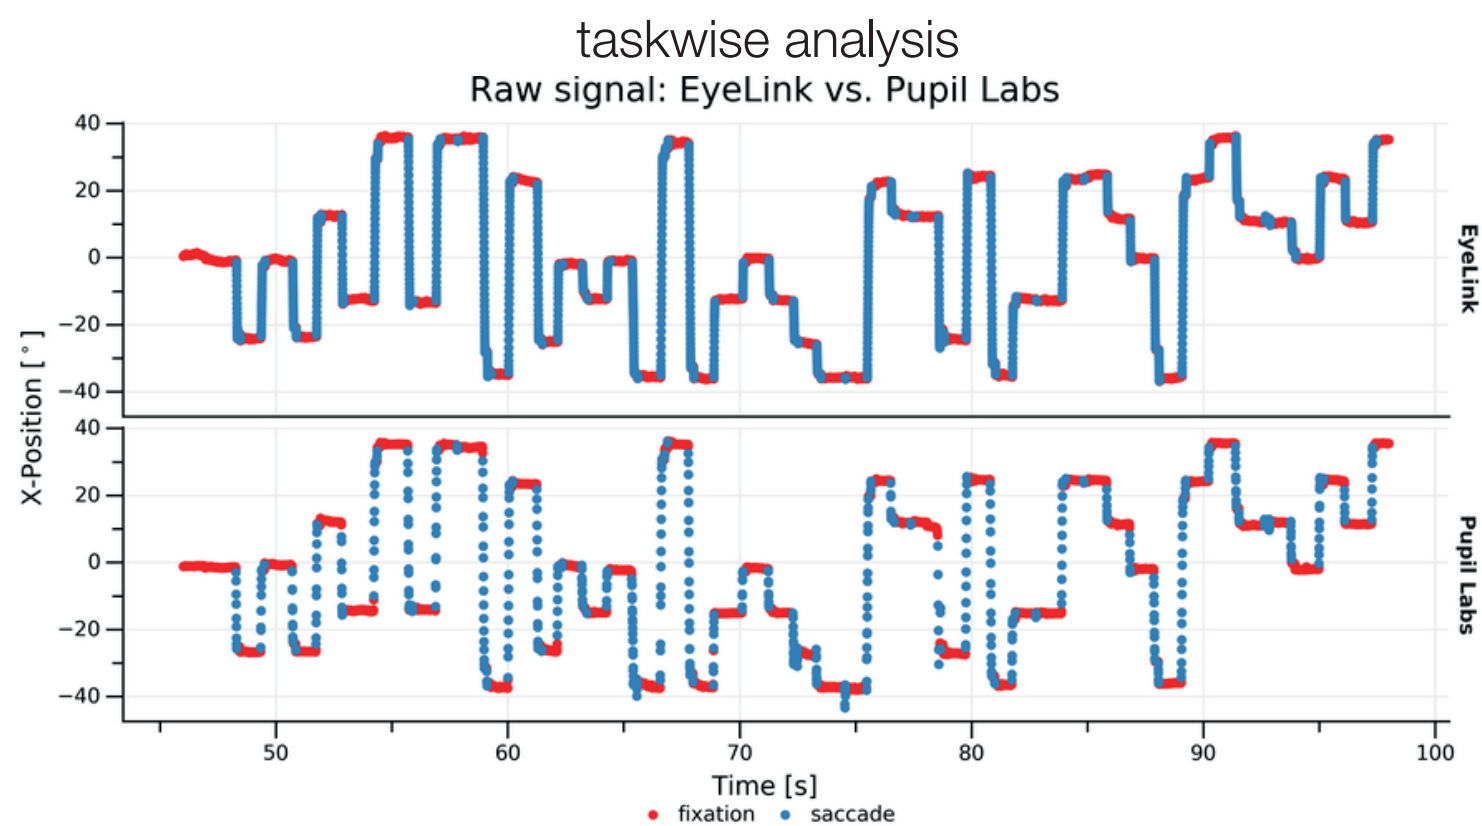 taskwise analysis
Raw signal: EyeLink vs. Pupil Labs
X-Position [°]
40
20
0
−20
−40
EyeLink
40
20
0
−20
−40
Pupil Labs
50 60 70 80 90 100
Time [s]
fixation saccade